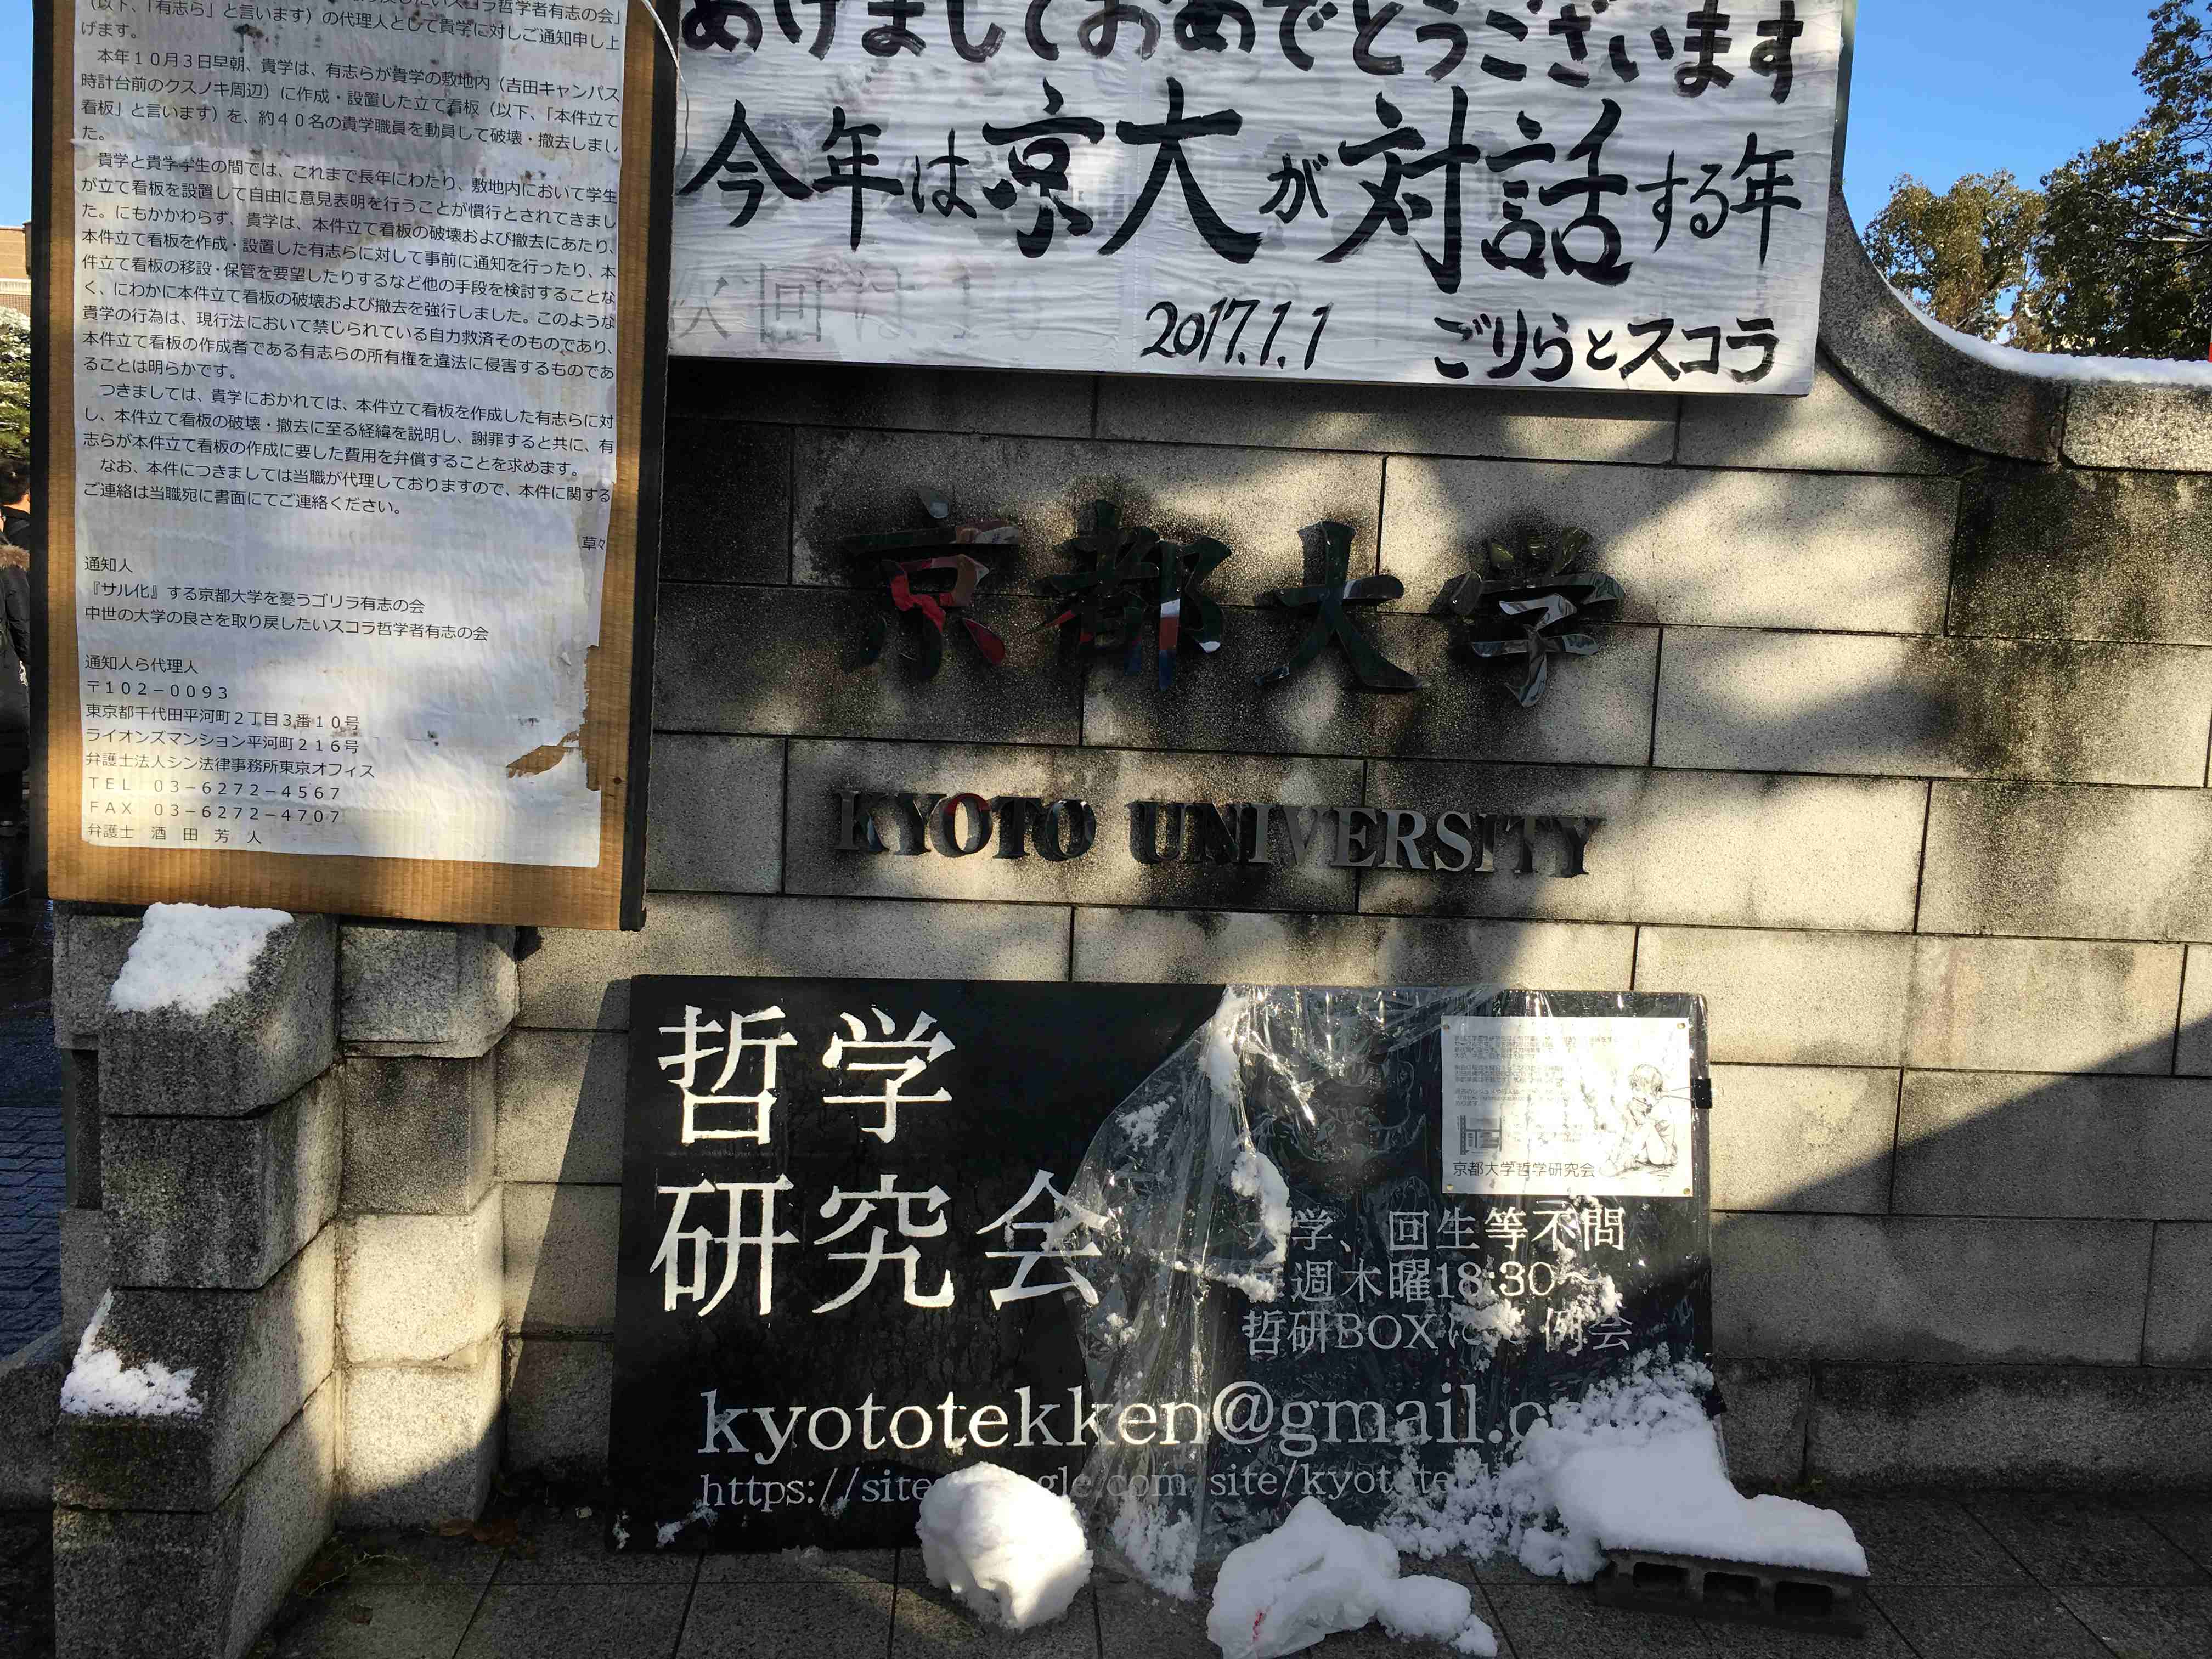 （以下、「有志ら」と言います）の代理人として貴学に対しご通知申し上
げます。
　本年１０月３日早朝、貴学は、有志らが貴学の敷地内（吉田キャンパス
時計台前のクスノキ周辺）に作成・設置した立て看板（以下、「本件立て
看板」と言います）を、約４０名の貴学職員を動員して破壊・撤去しまし
た。
　貴学と貴学学生の間では、これまで長年にわたり、敷地内において学生
が立て看板を設置して自由に意見表明を行うことが慣行とされてきまし
た。にもかかわらず、貴学は、本件立て看板の破壊および撤去にあたり、
本件立て看板を作成・設置した有志らに対して事前に通知を行ったり、本
件立て看板の移設・保管を要望したりするなど他の手段を検討することな
く、にわかに本件立て看板の破壊および撤去を強行しました。このような
貴学の行為は、現行法において禁じられている自力救済そのものであり、
本件立て看板の作成者である有志らの所有権を違法に侵害するものであ
ることは明らかです。
　つきましては、貴学におかれては、本件立て看板を作成した有志らに対
し、本件立て看板の破壊・撤去に至る経緯を説明し、謝罪すると共に、有
志らが本件立て看板の作成に要した費用を弁償することを求めます。
　なお、本件につきましては当職が代理しておりますので、本件に関する
ご連絡は当職宛に書面にてご連絡ください。
草々
通知人
『サル化』する京都大学を憂うゴリラ有志の会
中世の大学の良さを取り戻したいスコラ哲学者有志の会
通知人ら代理人
〒１０２－００９３
東京都千代田平河町２丁目３番１０号
ライオンズマンション平河町２１６号
弁護士法人シン法律事務所東京オフィス
ＴＥＬ　０３－６２７２－４５６７
ＦＡＸ　０３－６２７２－４７０７
弁護士　酒　田　芳　人
あけましておめでとうございます
今年は京大が対話する年
次回は
2017.1.1　ごりらとスコラ
京都大学
KYOTO UNIVERSITY
哲学
研究会
京都大学哲学研究会
大学、回生等不問
毎週木曜18:30〜
哲研BOXにて例会
kyototekken@gmail.c
https://site gle.com/site/kyotote